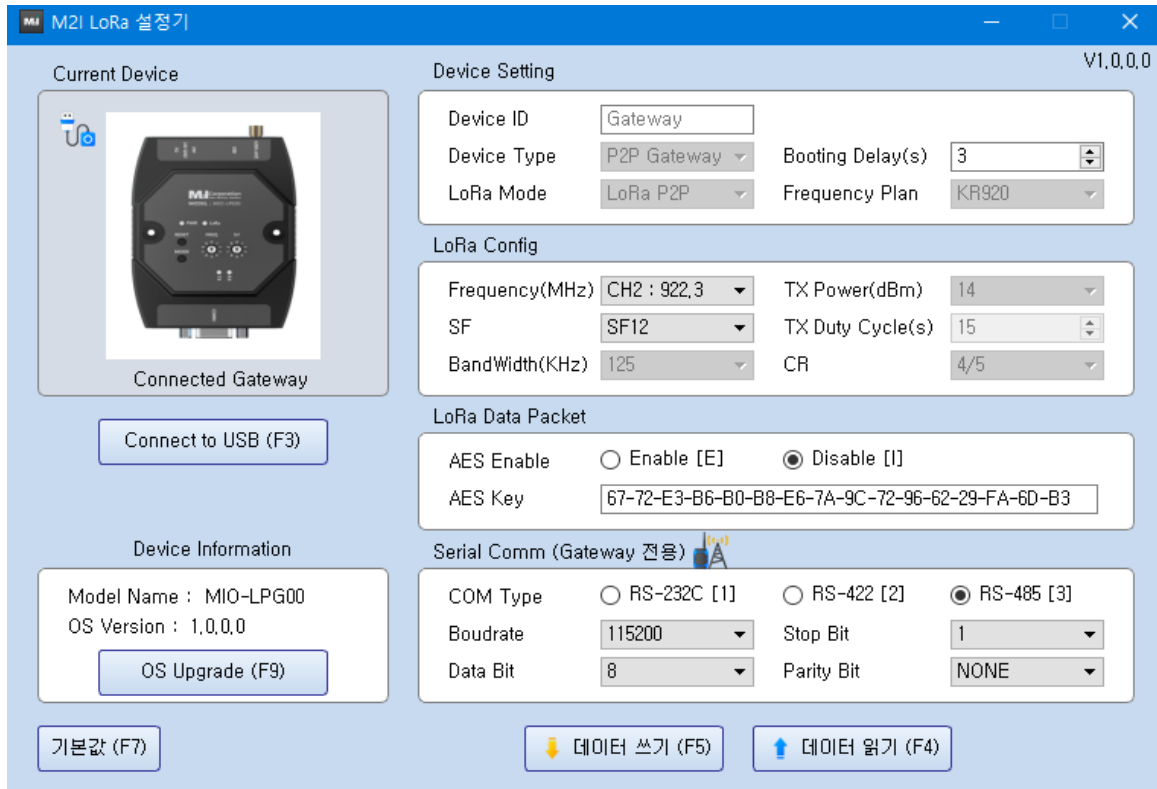 M2I LoRa 설정기
V1,0,0,0
Current Device
Connected Gateway
Connect to USB (F3)
Device Information
Model Name : MIO-LPG00
OS Version : 1,0,0,0
OS Upgrade (F9)
기본값 (F7)
Device Setting
Device ID Gateway
Device Type P2P Gateway Booting Delay(s) 3
LoRa Mode LoRa P2P Frequency Plan KR920
LoRa Config
Frequency(MHz) CH2 : 922,3 TX Power(dBm) 14
SF SF12 TX Duty Cycle(s) 15
BandWidth(KHz) 125 CR 4/5
LoRa Data Packet
AES Enable Enable [E] Disable [I]
AES Key 67-72-E3-B6-B0-B8-E6-7A-9C-72-96-62-29-FA-6D-B3
Serial Comm (Gateway 전용)
COM Type RS-232C [1] RS-422 [2] RS-485 [3]
Boudrate 115200 Stop Bit 1
Data Bit 8 Parity Bit NONE
데이터 쓰기 (F5) 데이터 읽기 (F4)